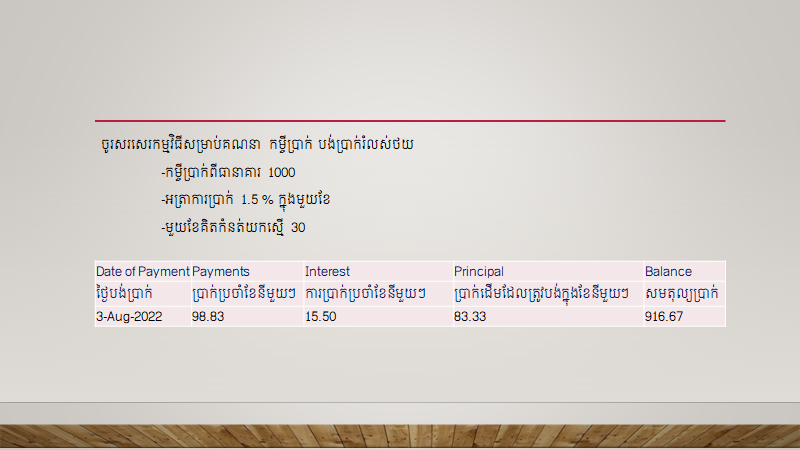 ចូរសរសេរកម្មវិធីសម្រាប់គណនា កម្ចីប្រាក់ បង់ប្រាក់រំលស់ថយ
-កម្ចីប្រាក់ពីធានាគារ 1000
-អត្រាការប្រាក់ 1.5 % ក្នុងមួយខែ
-មួយខែគិតកំនត់យកស្មើ 30
Date of Payment Payments Interest Principal Balance
ថ្ងៃបង់ប្រាក់ ប្រាក់ប្រចាំខែនីមួយៗ ការប្រាក់ប្រចាំខែនីមួយៗ ប្រាក់ដើមដែលត្រូវបង់ក្នុងខែនីមួយៗ សមតុល្យប្រាក់
3-Aug-2022 98.83 15.50 83.33 916.67